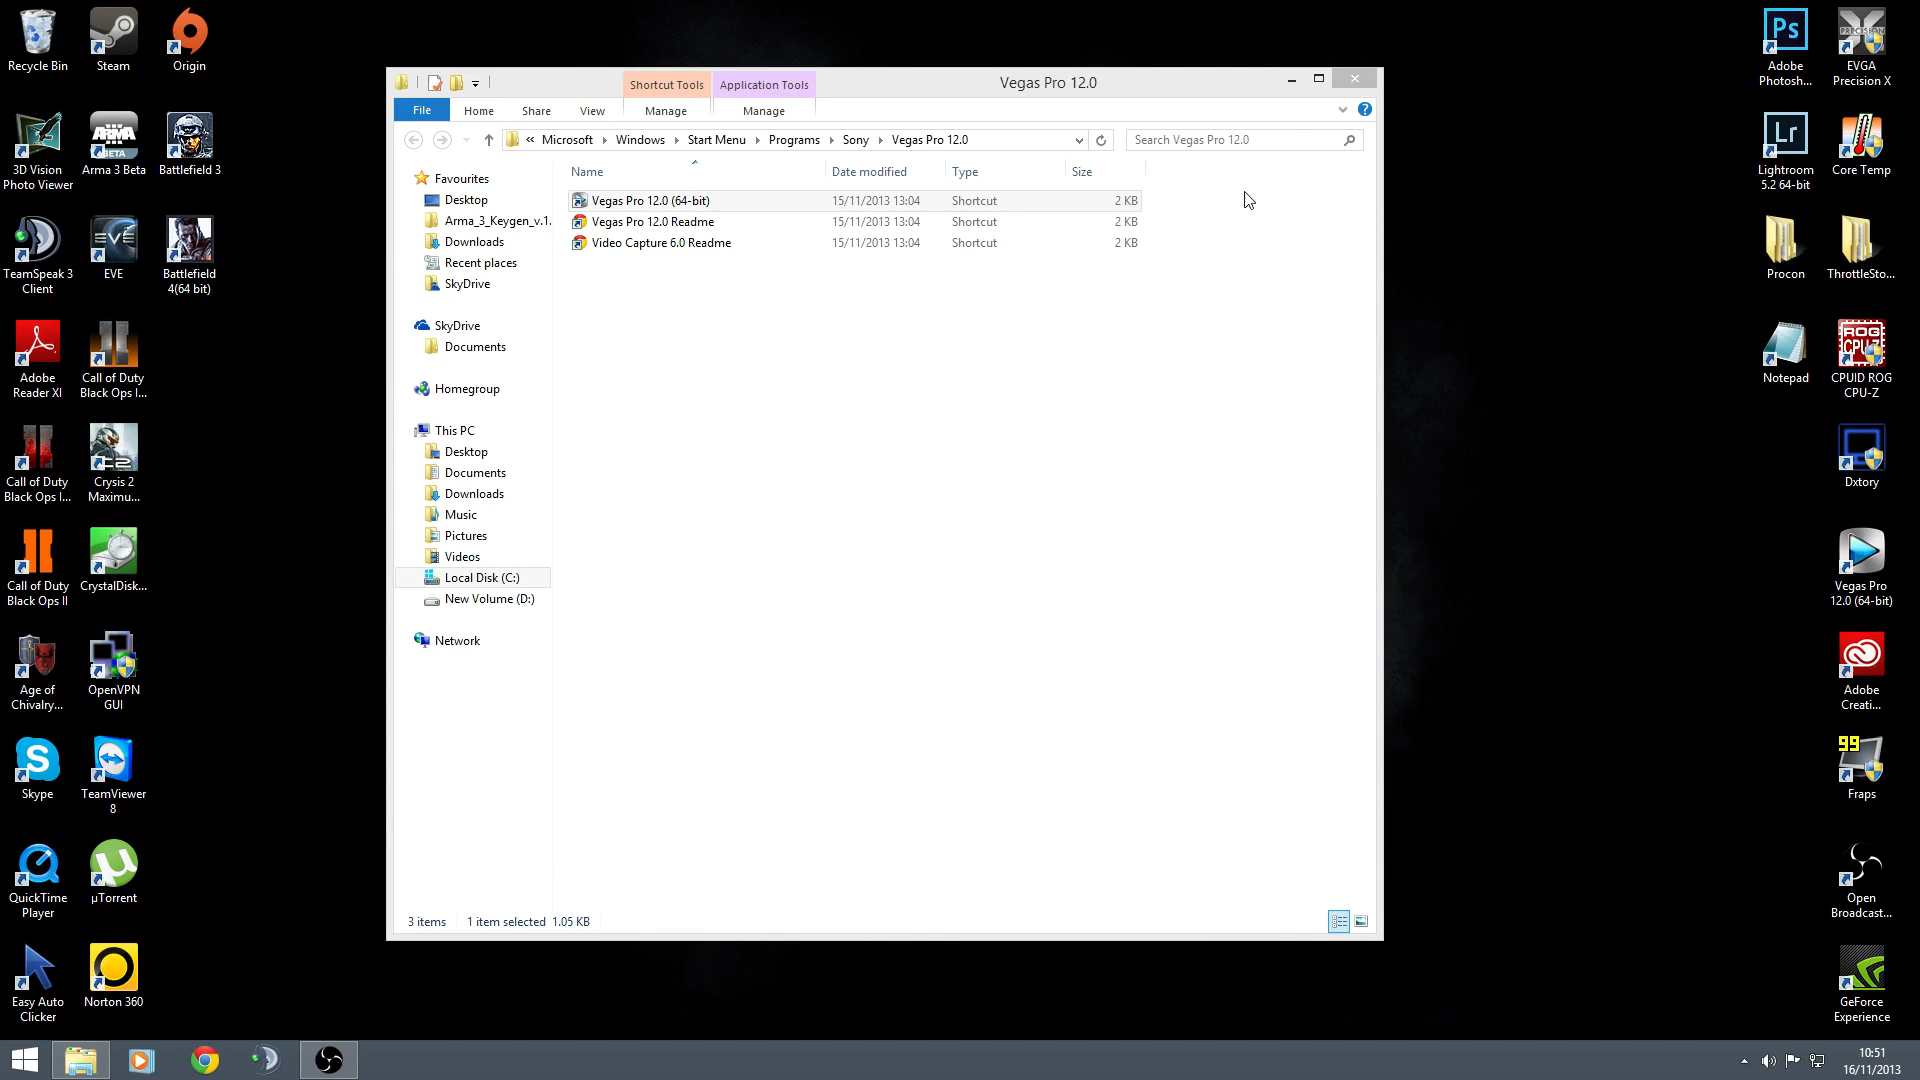 Recycle Bin
Steam
Origin
3D Vision
Photo Viewer
Arma 3 Beta
Battlefield 3
TeamSpeak 3
Client
EVE
Battlefield
4(64 bit)
Adobe
Reader XI
Call of Duty
Black Ops I...
Call of Duty
Black Ops I...
Crysis 2
Maximu...
Call of Duty
Black Ops II
CrystalDisk...
Age of
Chivalry...
OpenVPN
GUI
Skype
TeamViewer
8
QuickTime
Player
µTorrent
Easy Auto
Clicker
Norton 360
Shortcut Tools
Application Tools
Vegas Pro 12.0
File
Home
Share
View
Manage
Manage
« Microsoft Windows Start Menu Programs Sony Vegas Pro 12.0
Search Vegas Pro 12.0
Favourites
Desktop
Arma_3_Keygen_v.1.
Downloads
Recent places
SkyDrive
SkyDrive
Documents
Homegroup
This PC
Desktop
Documents
Downloads
Music
Pictures
Videos
Local Disk (C:)
New Volume (D:)
Network
Name Date modified Type Size
Vegas Pro 12.0 (64-bit) 15/11/2013 13:04 Shortcut 2 KB
Vegas Pro 12.0 Readme 15/11/2013 13:04 Shortcut 2 KB
Video Capture 6.0 Readme 15/11/2013 13:04 Shortcut 2 KB
3 items 1 item selected 1.05 KB
Ps
Adobe
Photosh...
PRECISION
EVGA
Precision X
Lr
Lightroom
5.2 64-bit
Core Temp
Procon
ThrottleSto...
Notepad
ROG
CPU-Z
CPUID ROG
CPU-Z
Dxtory
Vegas Pro
12.0 (64-bit)
Adobe
Creati...
99
Fraps
Open
Broadcast...
GeForce
Experience
10:51
16/11/2013